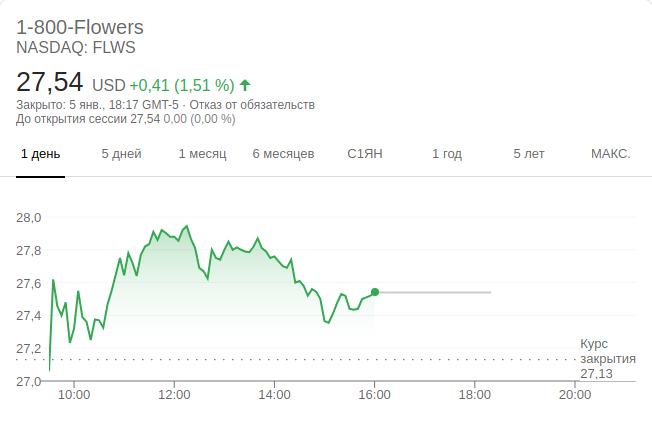 1-800-Flowers
NASDAQ: FLWS
27,54 USD +0,41 (1,51 %)
Закрыто: 5 янв., 18:17 GMT-5 · Отказ от обязательств
До открытия сессии 27,54 0,00 (0,00 %)
1 день 5 дней 1 месяц 6 месяцев С1ЯН 1 год 5 лет МАКС.
28,0
27,8
27,6
27,4
27,2
Курс
закрытия
27,13
27,0
10:00 12:00 14:00 16:00 18:00 20:00